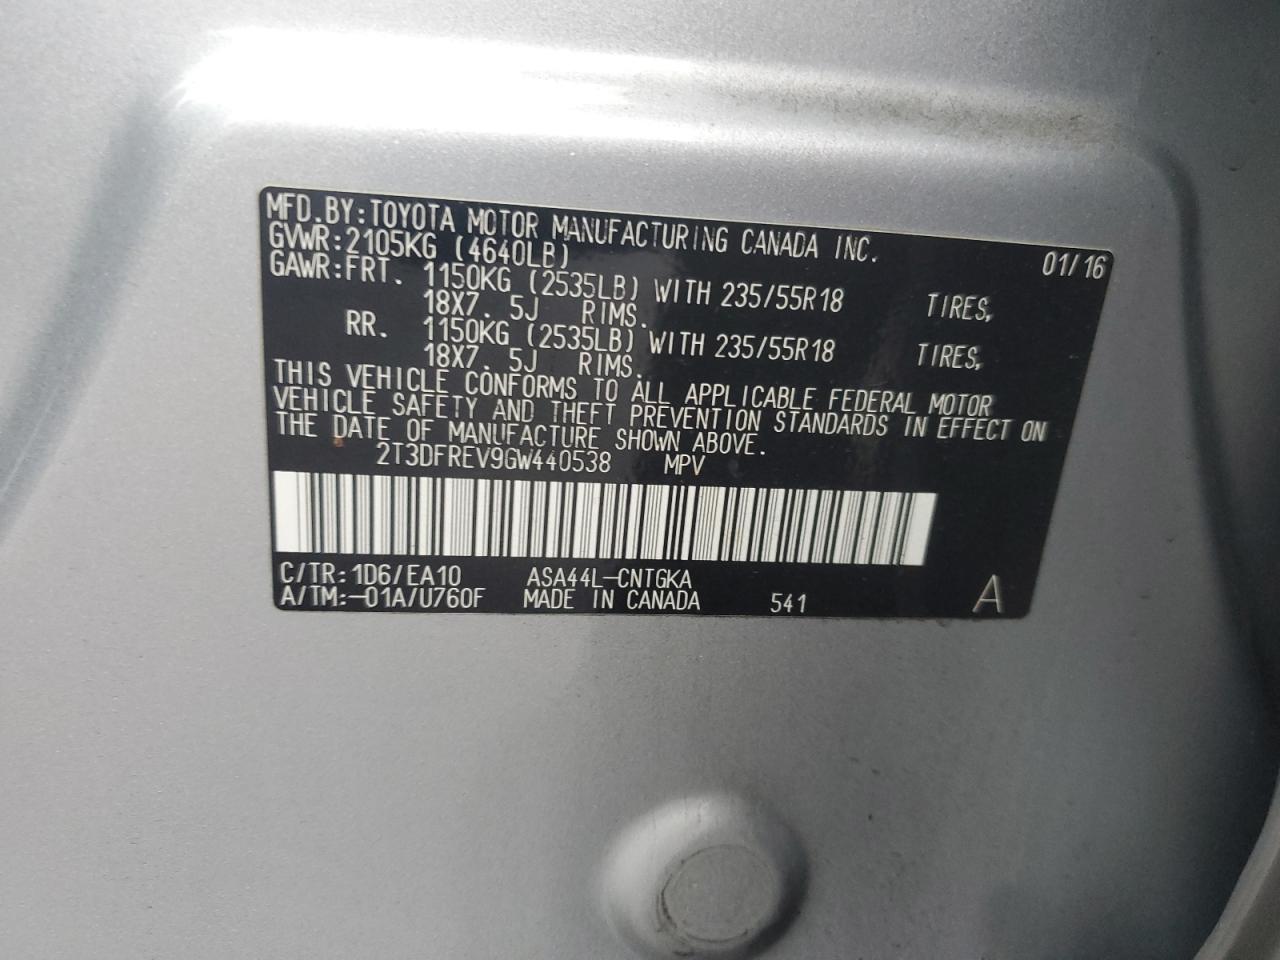 MFD.BY:TOYOTA MOTOR MANUFACTURING CANADA INC. 01/16
GVWR:2105KG (4640LB)
GAWR:FRT. 1150KG (2535LB) WITH 235/55R18 TIRES,
18X7. 5J RIMS.
RR. 1150KG (2535LB) WITH 235/55R18 TIRES,
18X7. 5J RIMS.
THIS VEHICLE CONFORMS TO ALL APPLICABLE FEDERAL MOTOR
VEHICLE SAFETY AND THEFT PREVENTION STANDARDS IN EFFECT ON
THE DATE OF MANUFACTURE SHOWN ABOVE.
2T3DFREV9GW440538 MPV
C/TR:1D6/EA10 ASA44L-CNTGKA
A/TM:-01A/U760F MADE IN CANADA 541 A